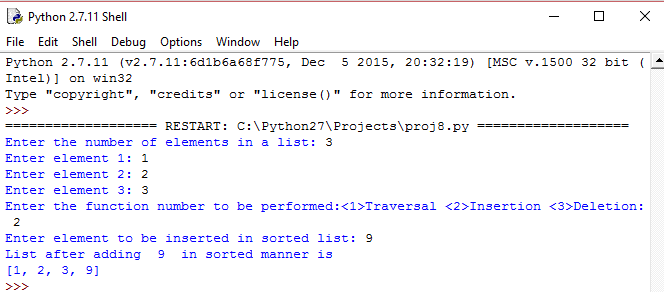 Python 2.7.11 Shell
File Edit Shell Debug Options Window Help
Python 2.7.11 (v2.7.11:6d1b6a68f775, Dec  5 2015, 20:32:19) [MSC v.1500 32 bit (
Intel)] on win32
Type "copyright", "credits" or "license()" for more information.
>>>
=================== RESTART: C:\Python27\Projects\proj8.py ===================
Enter the number of elements in a list: 3
Enter element 1: 1
Enter element 2: 2
Enter element 3: 3
Enter the function number to be performed:<1>Traversal <2>Insertion <3>Deletion:
 2
Enter element to be inserted in sorted list: 9
List after adding  9  in sorted manner is
[1, 2, 3, 9]
>>>